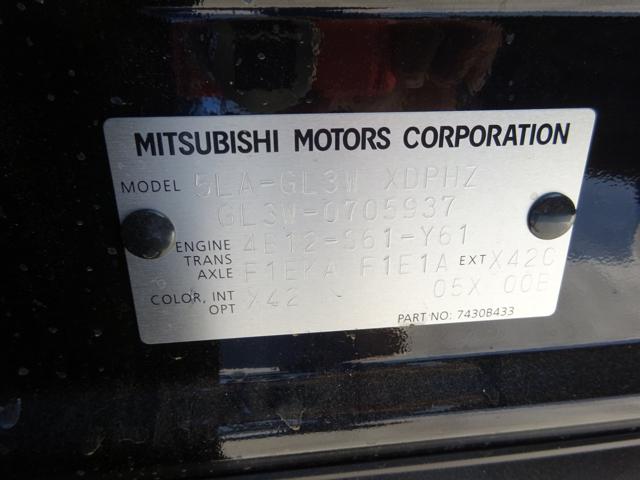 MITSUBISHI MOTORS CORPORATION
MODEL 5LA-GL3W XDPHZ
GL3W-0705937
ENGINE 4B12-S61-Y61
TRANS AXLE F1EKA F1E1A EXT X42C
COLOR, INT OPT X42 05X 00E
PART NO: 7430B433